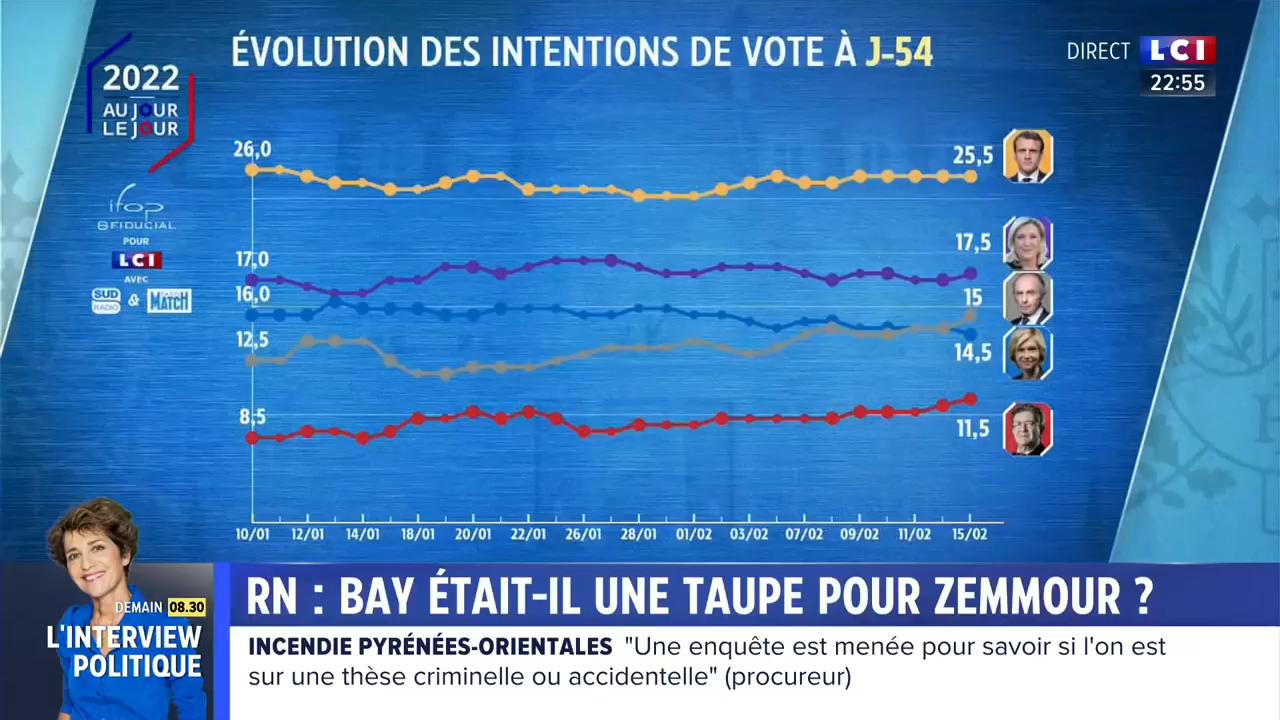 ÉVOLUTION DES INTENTIONS DE VOTE À J-54
DIRECT LCI
22:55
2022
AU JOUR
LE JOUR
ifop
FIDUCIAL
POUR
LCI
AVEC
SUD RADIO & PARIS MATCH
26,0
25,5
17,0
17,5
16,0
15
12,5
14,5
8,5
11,5
10/01 12/01 14/01 18/01 20/01 22/01 24/01 26/01 28/01 01/02 03/02 07/02 09/02 11/02 15/02
RN : BAY ÉTAIT-IL UNE TAUPE POUR ZEMMOUR ?
DEMAIN 08.30
L'INTERVIEW
POLITIQUE
INCENDIE PYRÉNÉES-ORIENTALES "Une enquête est menée pour savoir si l'on est
sur une thèse criminelle ou accidentelle" (procureur)